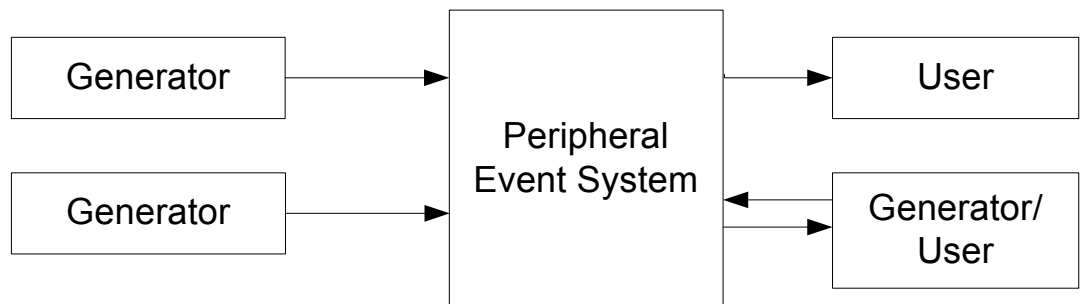 Generator
Generator
Peripheral
Event System
User
Generator/
User